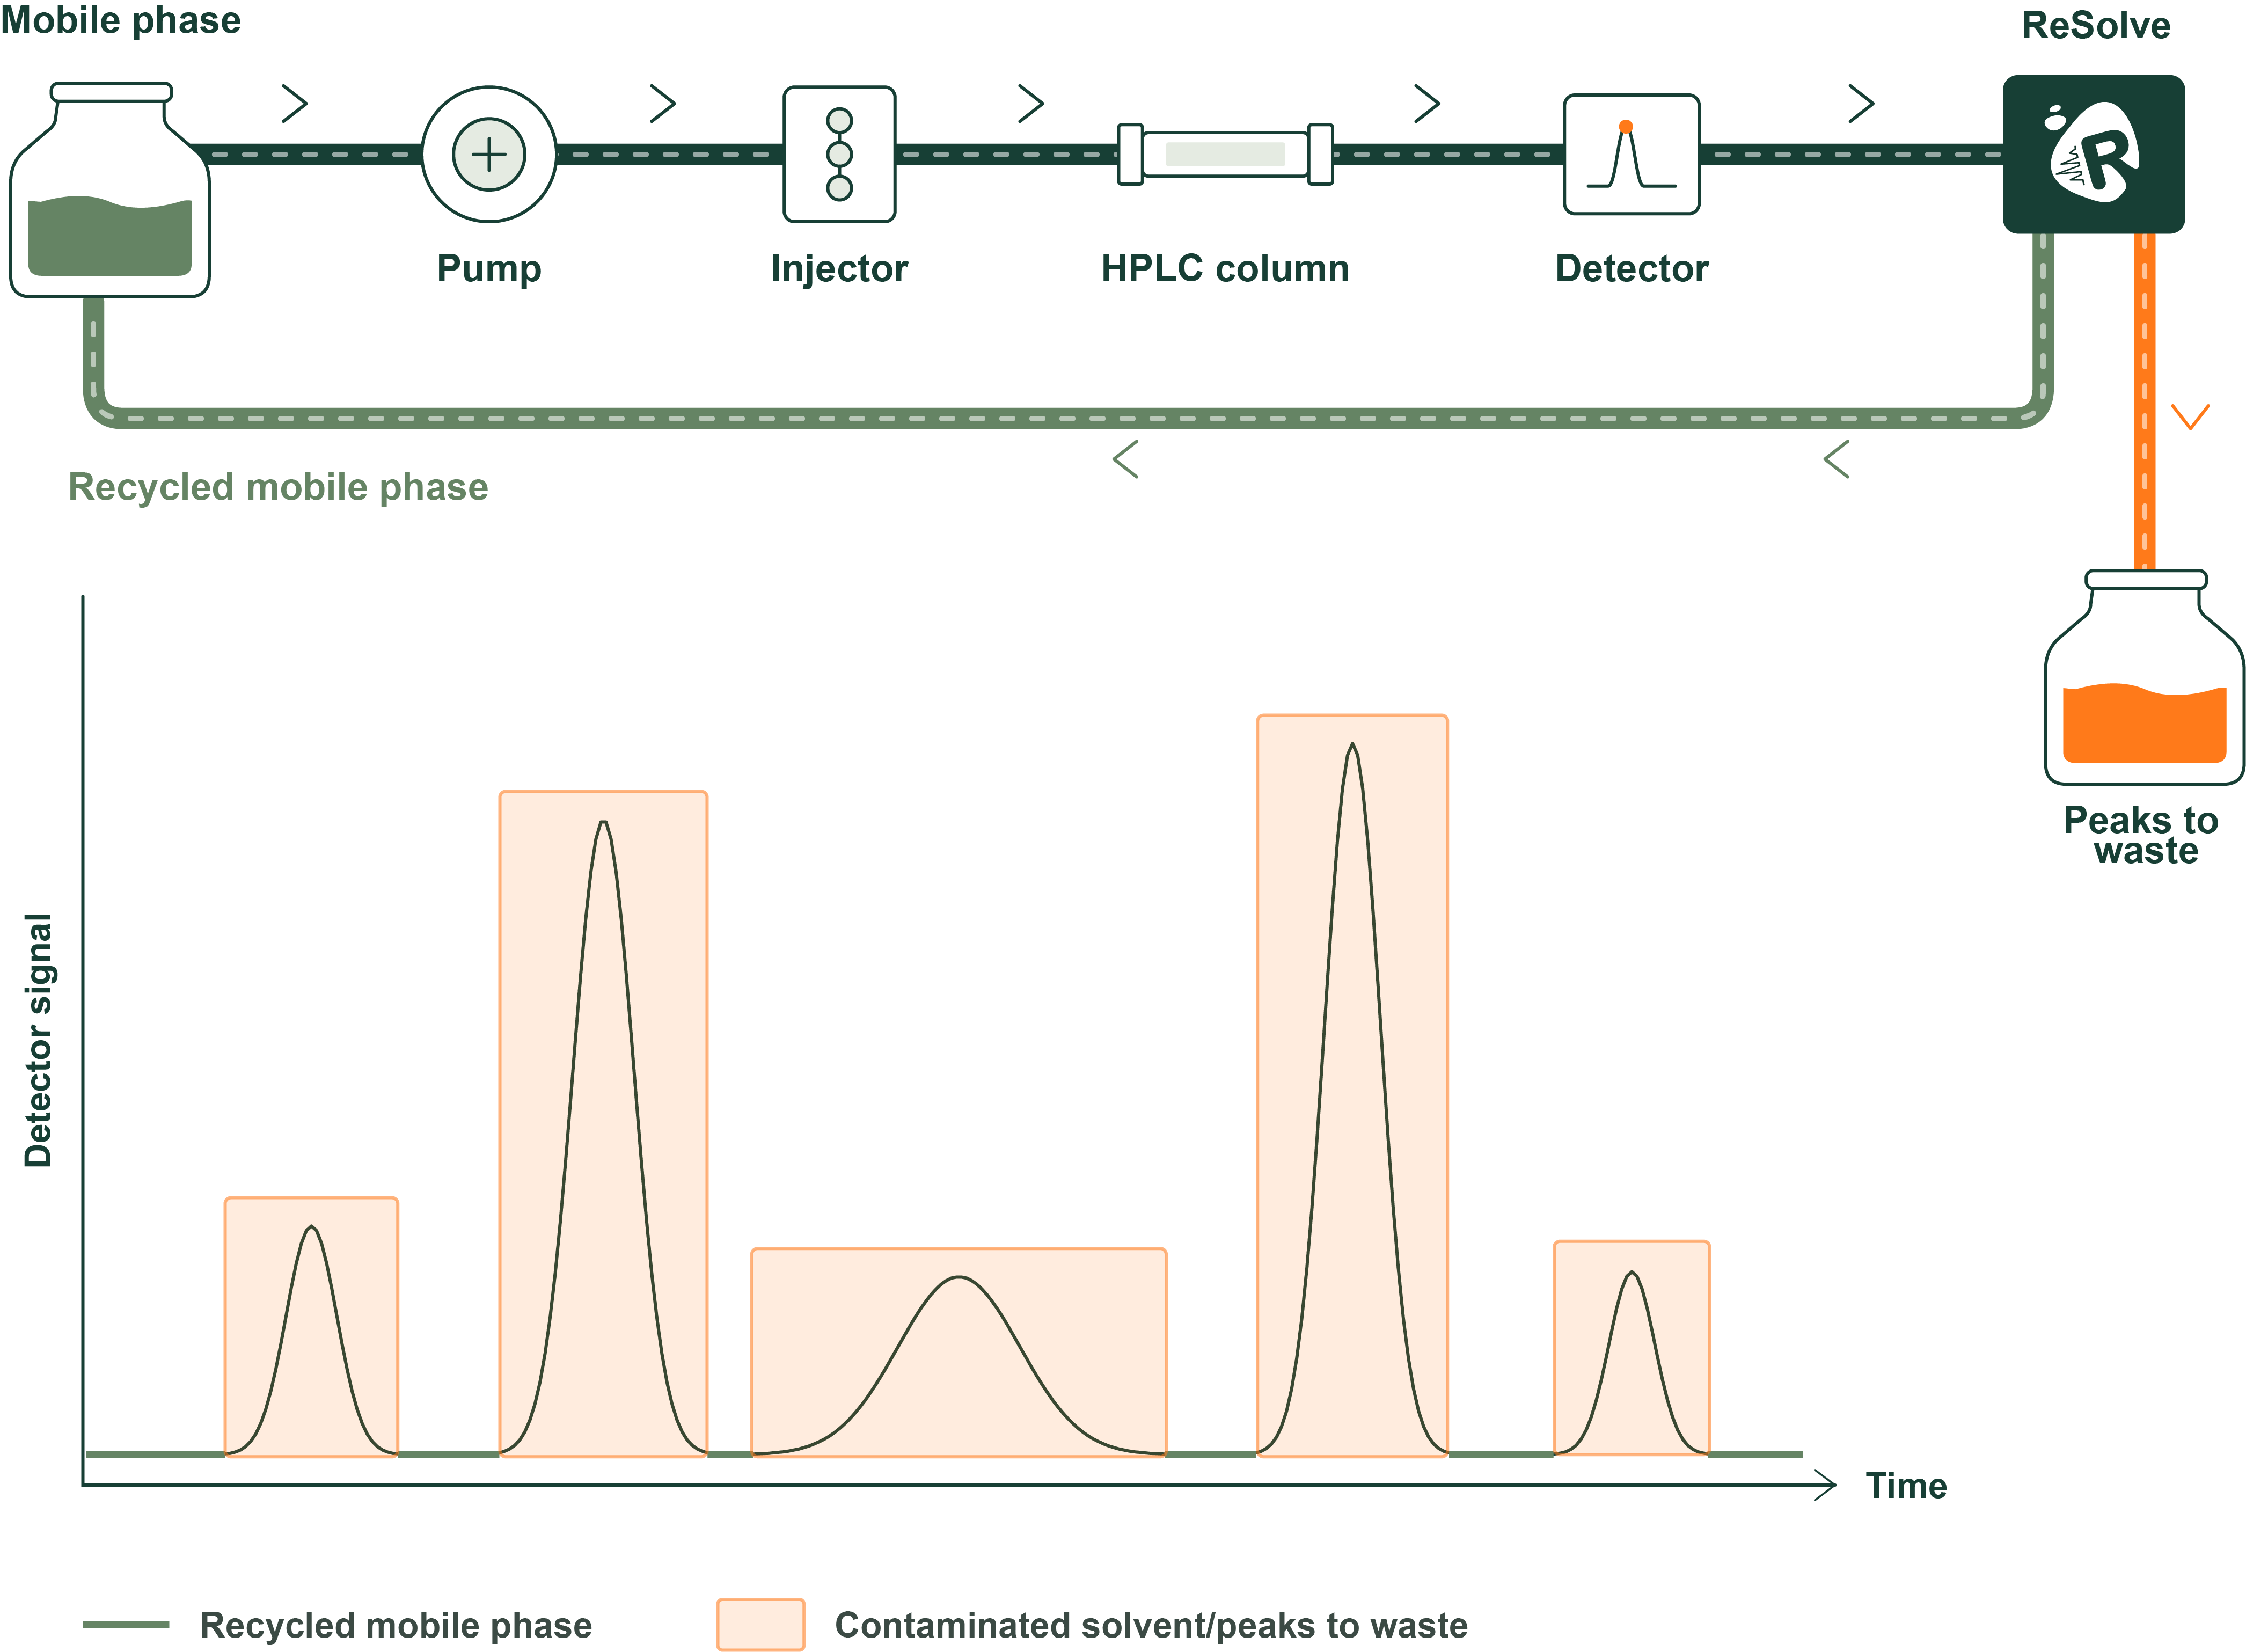 Mobile phase
ReSolve
R
Pump
Injector
HPLC column
Detector
Recycled mobile phase
Peaks to
waste
Detector signal
Time
Recycled mobile phase
Contaminated solvent/peaks to waste